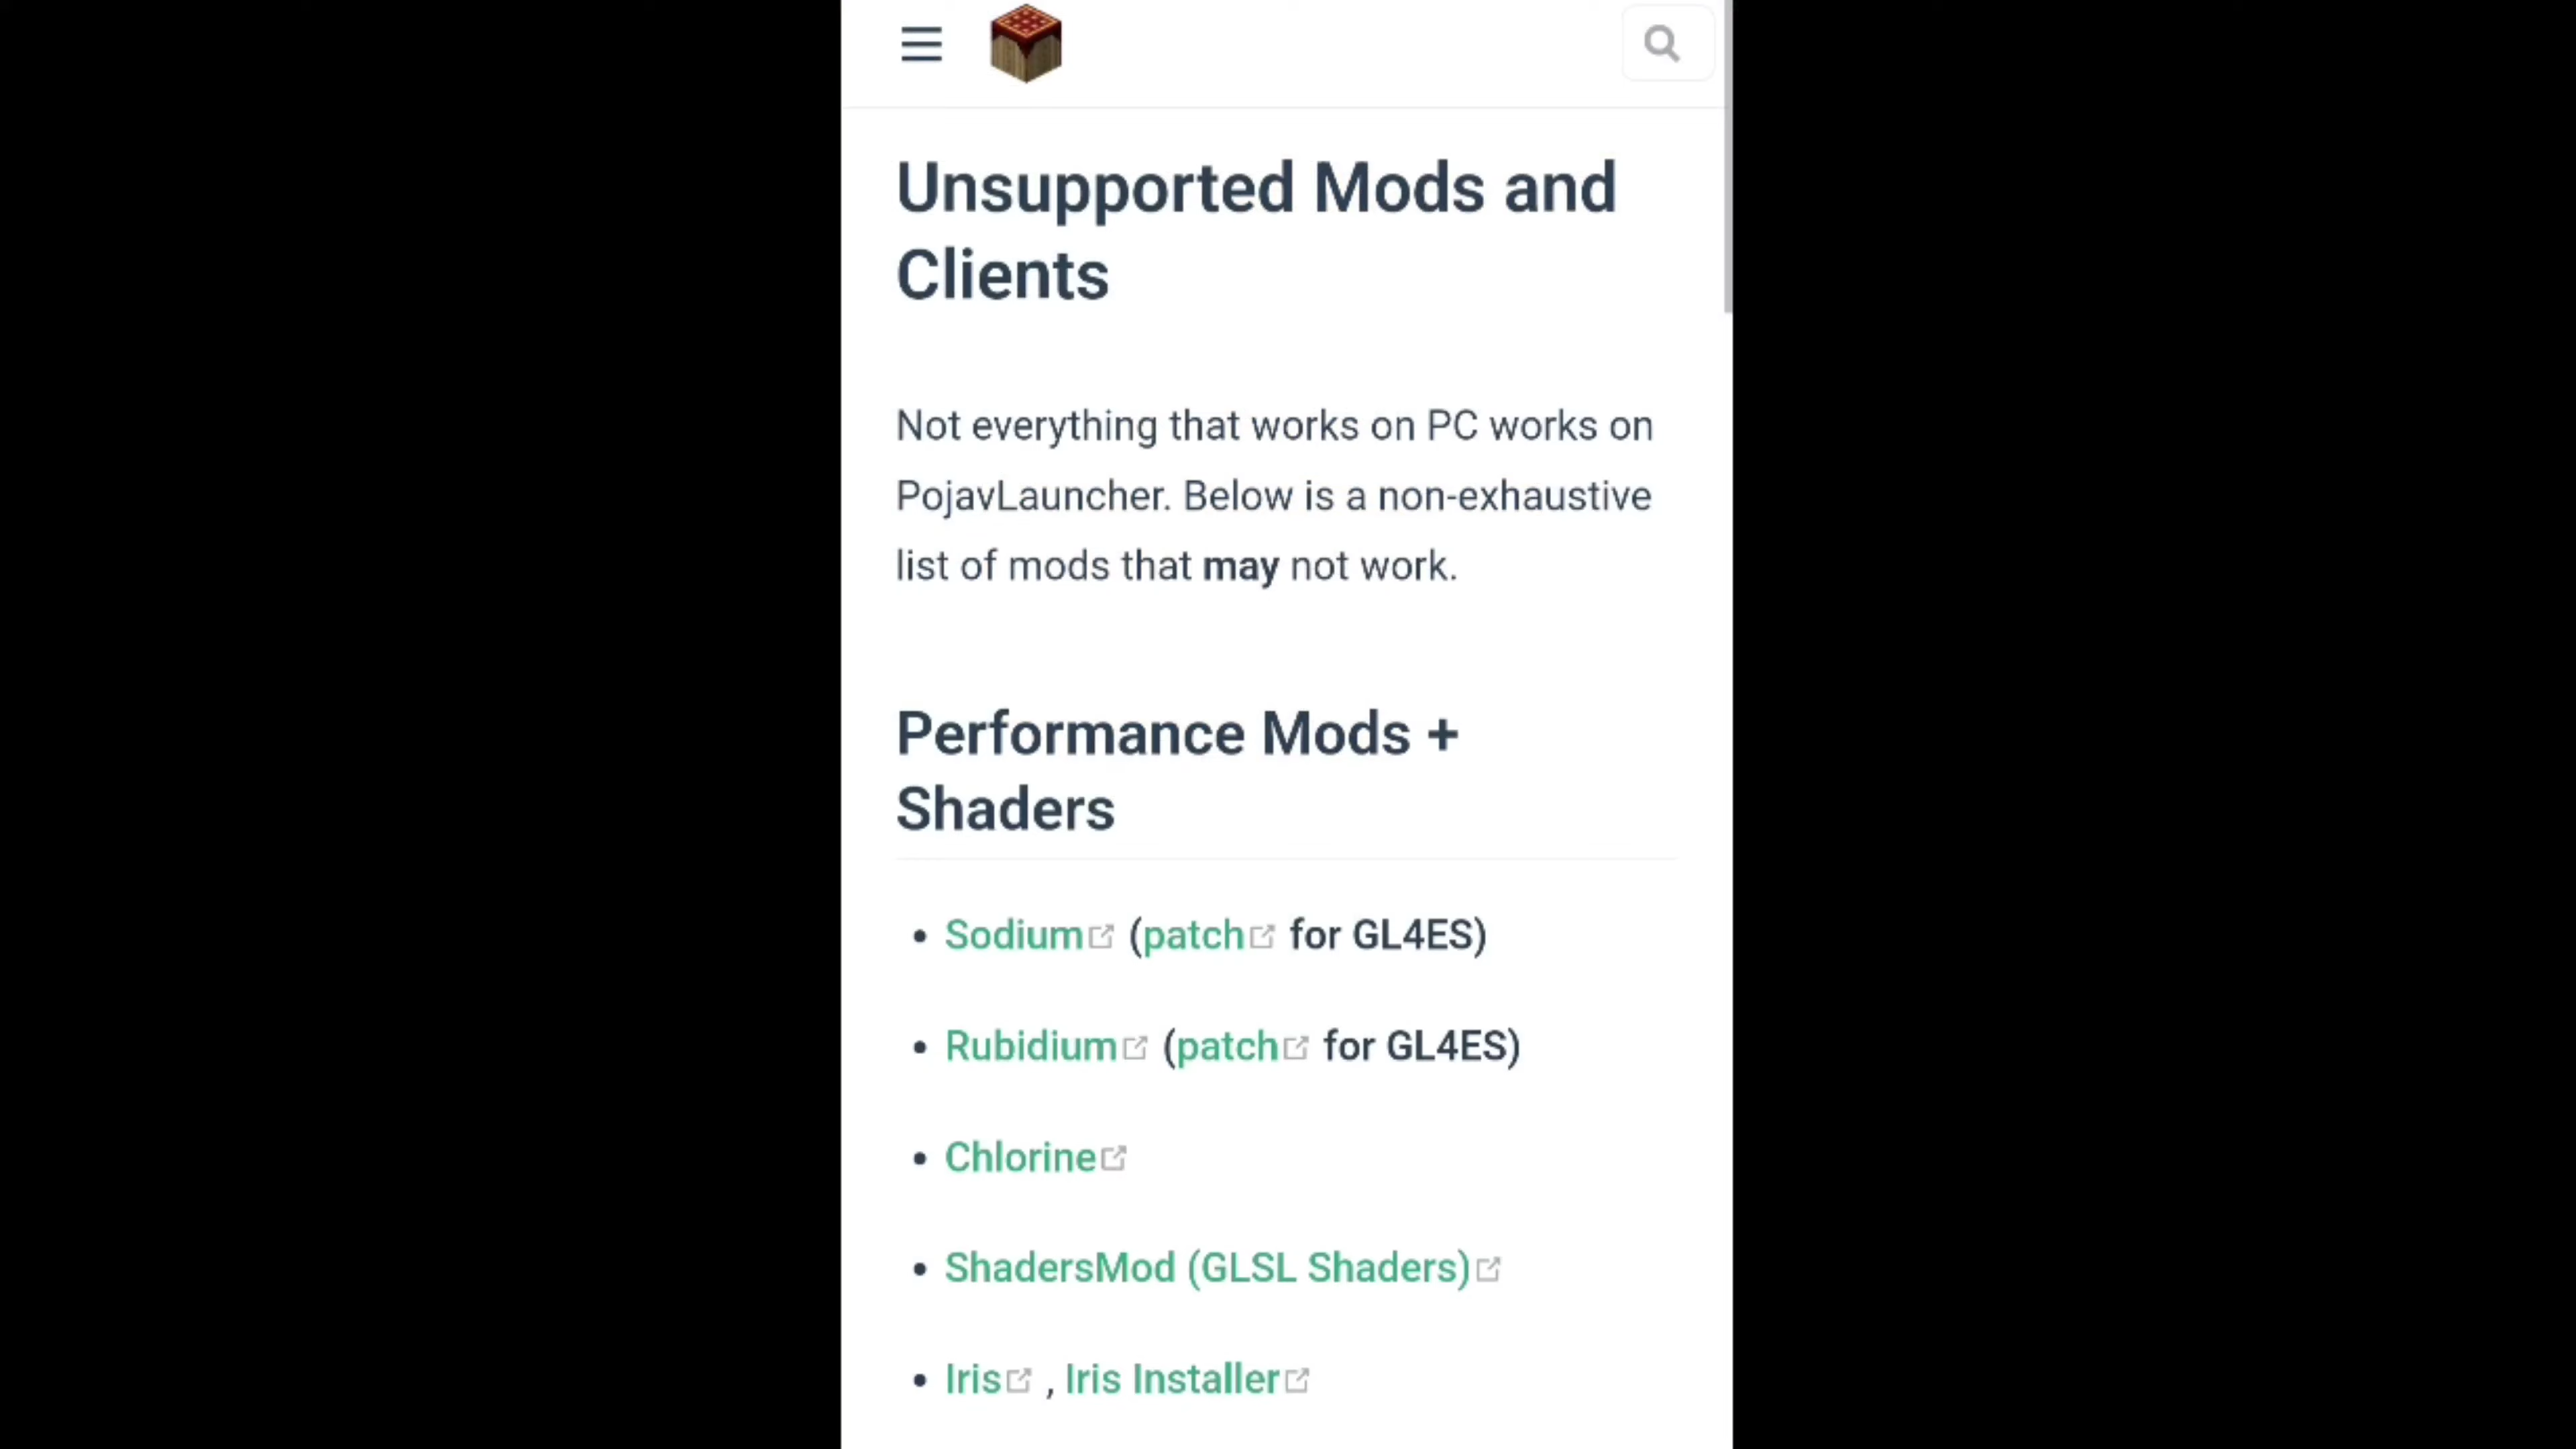 Unsupported Mods and
Clients
Not everything that works on PC works on
PojavLauncher. Below is a non-exhaustive
list of mods that may not work.
Performance Mods +
Shaders
• Sodium (patch for GL4ES)
• Rubidium (patch for GL4ES)
• Chlorine
• ShadersMod (GLSL Shaders)
• Iris , Iris Installer